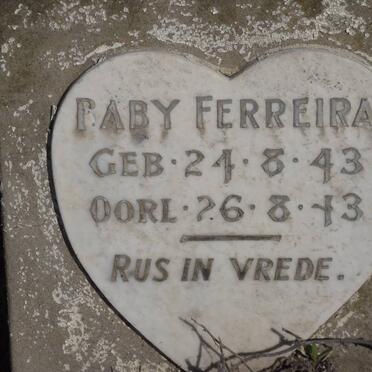 BABY FERREIRA
GEB·24·8·43
OORL·26·8·43
RUS IN VREDE.